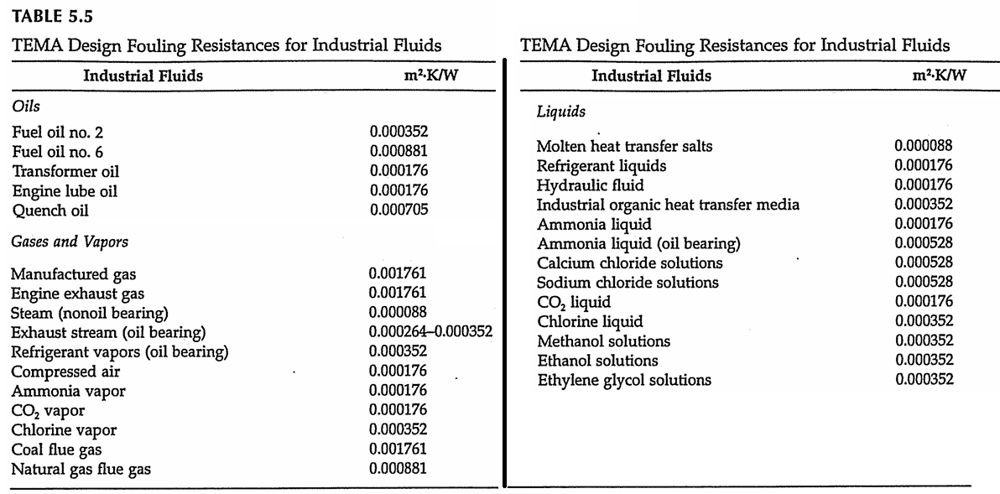 TABLE 5.5
TEMA Design Fouling Resistances for Industrial Fluids
Industrial Fluids m²·K/W
Oils
Fuel oil no. 2 0.000352
Fuel oil no. 6 0.000881
Transformer oil 0.000176
Engine lube oil 0.000176
Quench oil 0.000705
Gases and Vapors
Manufactured gas 0.001761
Engine exhaust gas 0.001761
Steam (nonoil bearing) 0.000088
Exhaust stream (oil bearing) 0.000264–0.000352
Refrigerant vapors (oil bearing) 0.000352
Compressed air 0.000176
Ammonia vapor 0.000176
CO₂ vapor 0.000176
Chlorine vapor 0.000352
Coal flue gas 0.001761
Natural gas flue gas 0.000881
TEMA Design Fouling Resistances for Industrial Fluids
Industrial Fluids m²·K/W
Liquids
Molten heat transfer salts 0.000088
Refrigerant liquids 0.000176
Hydraulic fluid 0.000176
Industrial organic heat transfer media 0.000352
Ammonia liquid 0.000176
Ammonia liquid (oil bearing) 0.000528
Calcium chloride solutions 0.000528
Sodium chloride solutions 0.000528
CO₂ liquid 0.000176
Chlorine liquid 0.000352
Methanol solutions 0.000352
Ethanol solutions 0.000352
Ethylene glycol solutions 0.000352